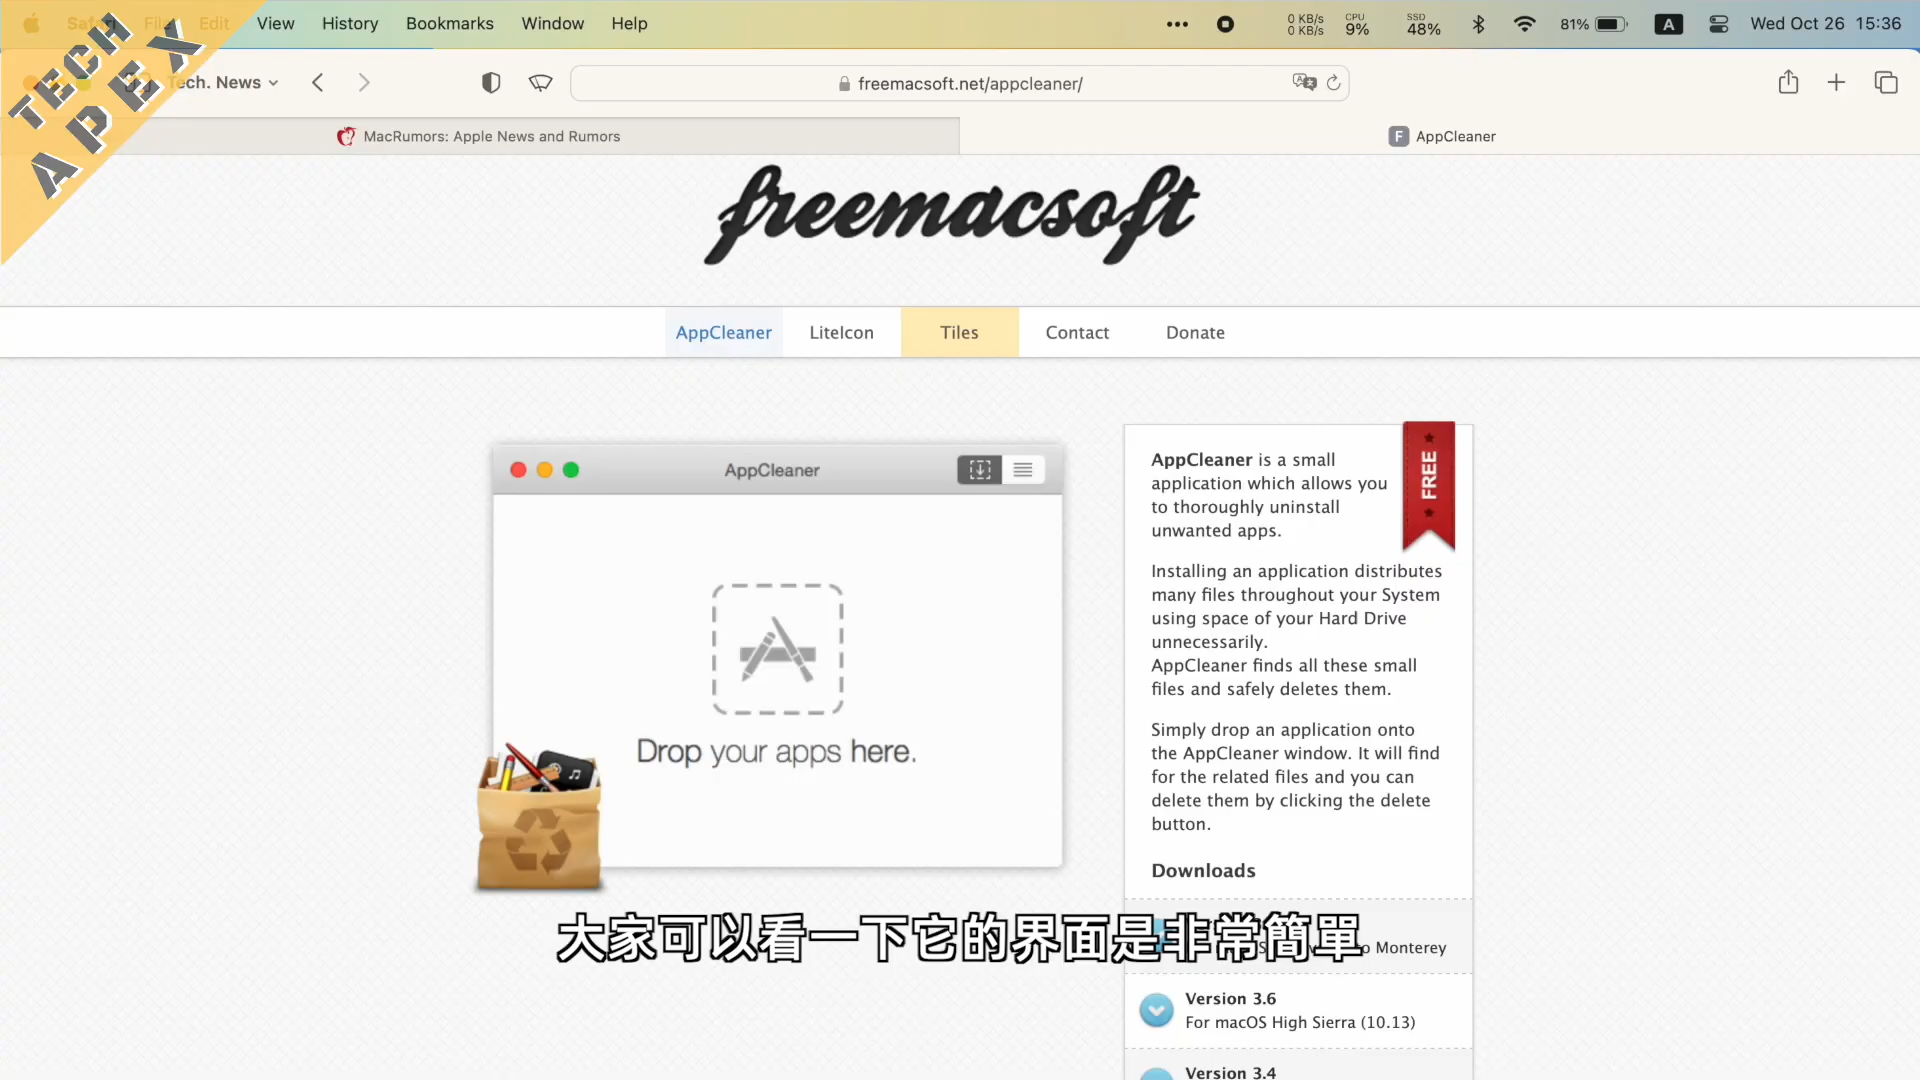 Safari File Edit View History Bookmarks Window Help
0 KB/s
0 KB/s
CPU
9%
SSD
48%
81%
A
Wed Oct 26 15:36
TECH
APEX
Tech. News
freemacsoft.net/appcleaner/
MacRumors: Apple News and Rumors
F AppCleaner
freemacsoft
AppCleaner LiteIcon Tiles Contact Donate
AppCleaner
Drop your apps here.
FREE
AppCleaner is a small
application which allows you
to thoroughly uninstall
unwanted apps.
Installing an application distributes
many files throughout your System
using space of your Hard Drive
unnecessarily.
AppCleaner finds all these small
files and safely deletes them.
Simply drop an application onto
the AppCleaner window. It will find
for the related files and you can
delete them by clicking the delete
button.
Downloads
Monterey
大家可以看一下它的界面是非常簡單
Version 3.6
For macOS High Sierra (10.13)
Version 3.4